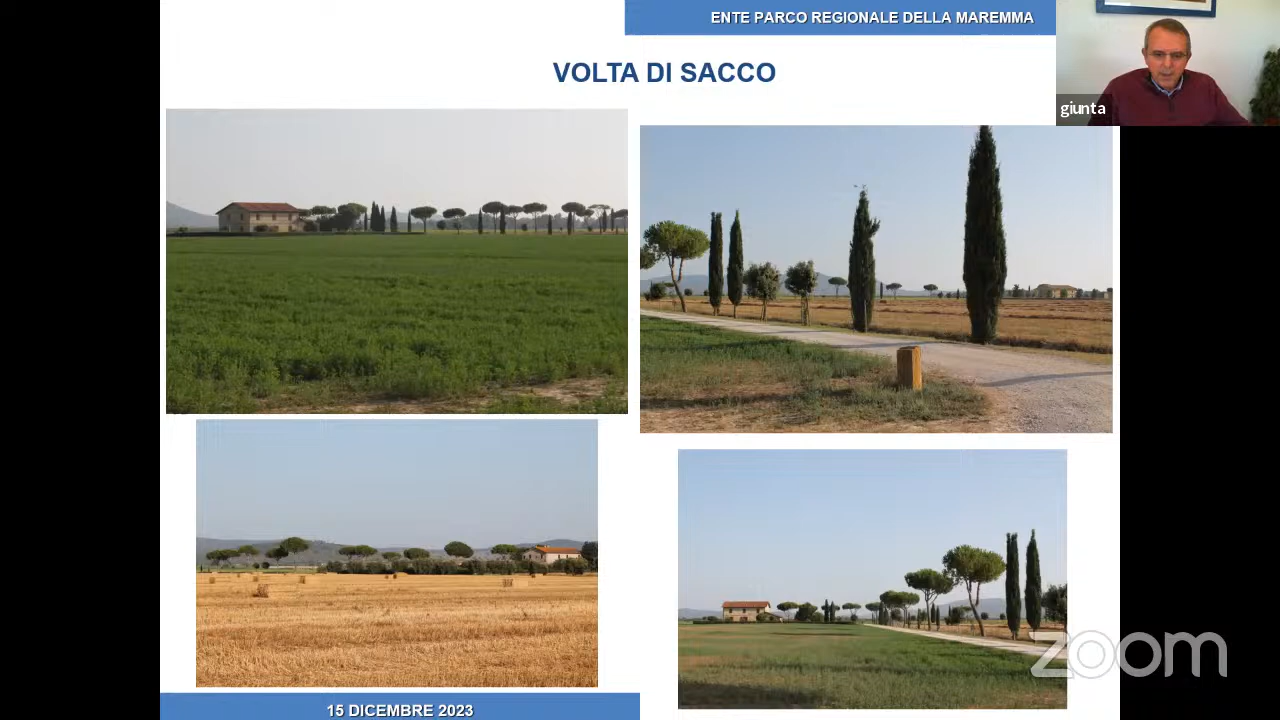 ENTE PARCO REGIONALE DELLA MAREMMA
VOLTA DI SACCO
giunta
15 DICEMBRE 2023
zoom